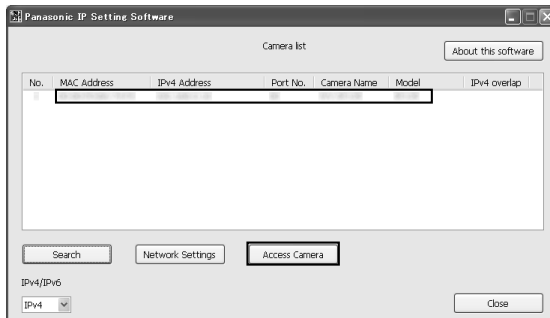 Panasonic IP Setting Software
Camera list
About this software
No. MAC Address IPv4 Address Port No. Camera Name Model IPv4 overlap
Search Network Settings Access Camera
IPv4/IPv6
IPv4 Close